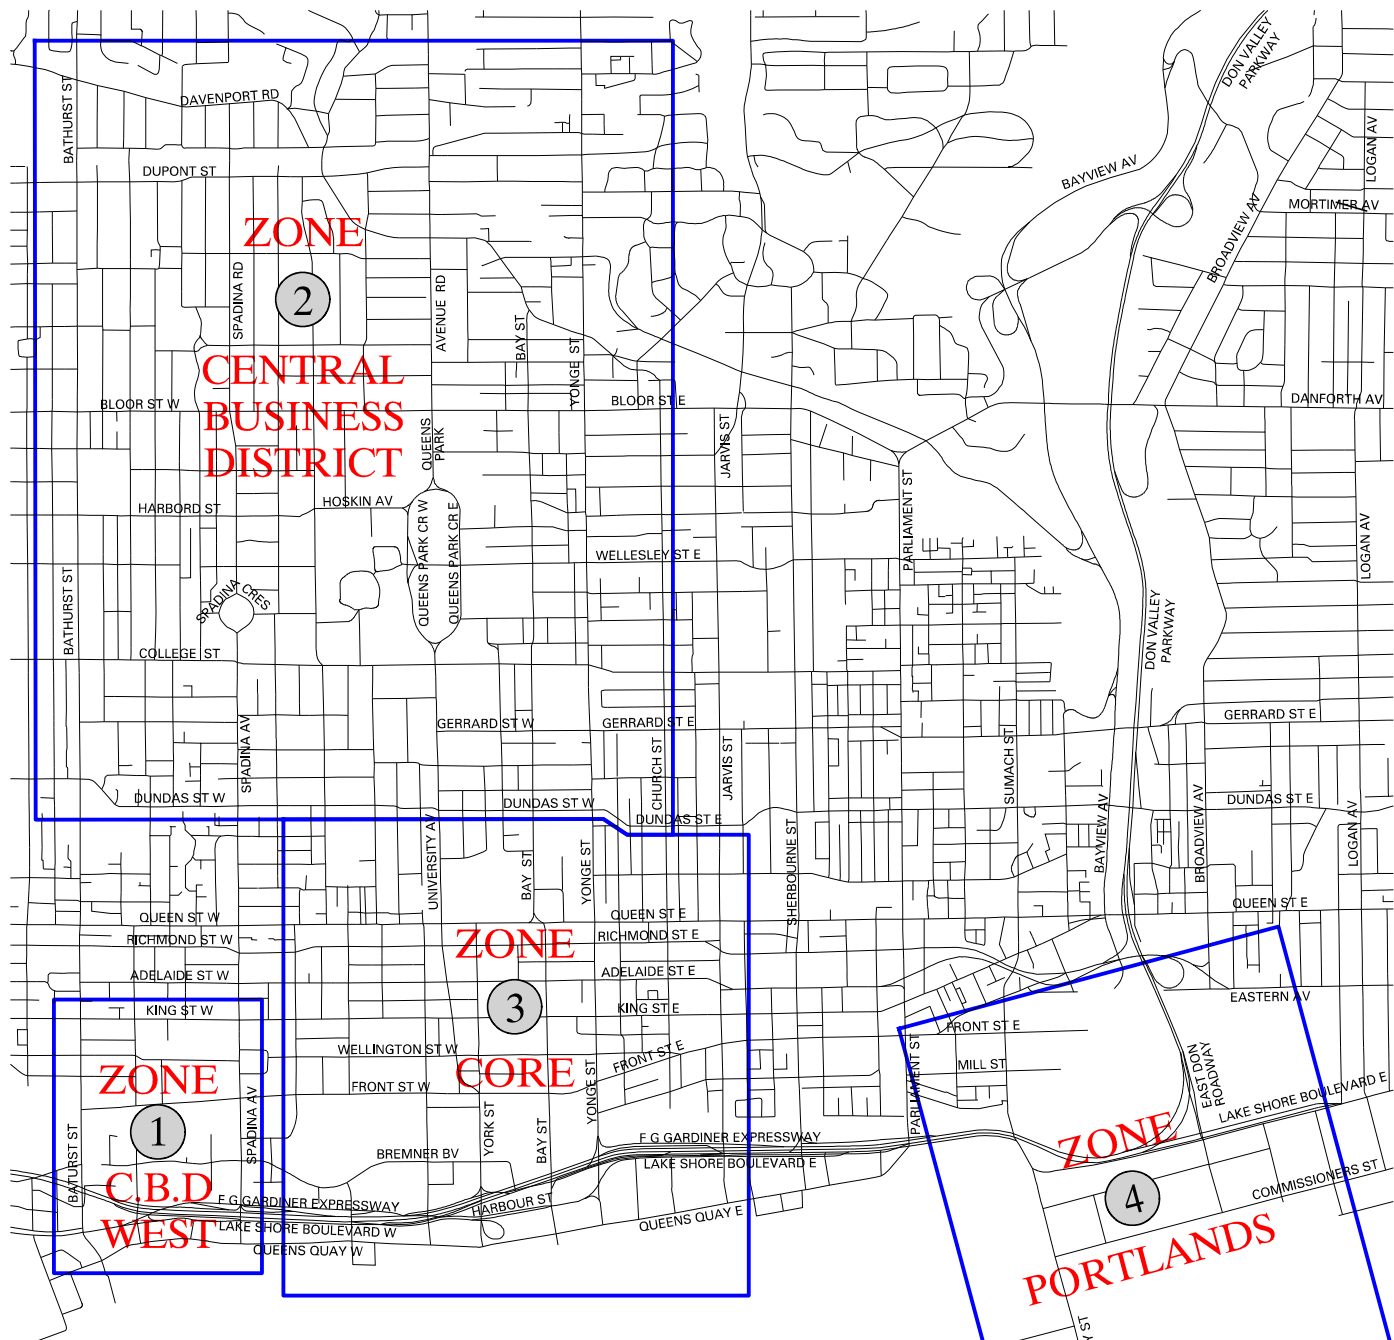 DON VALLEY
PARKWAY
DAVENPORT RD
BATHURST ST
LOGAN AV
DUPONT ST
BAYVIEW AV
MORTIMER AV
BROADVIEW AV
ZONE
2
SPADINA RD
AVENUE RD
BAY ST
YONGE ST
CENTRAL
BUSINESS
DISTRICT
BLOOR ST W
BLOOR ST E
DANFORTH AV
QUEENS
PARK
JARVIS ST
HARBORD ST
HOSKIN AV
QUEENS PARK CR W
QUEENS PARK CR E
PARLIAMENT ST
LOGAN AV
WELLESLEY ST E
BATHURST ST
SPADINA CRES
DON VALLEY
PARKWAY
COLLEGE ST
GERRARD ST W
GERRARD ST E
GERRARD ST E
SPADINA AV
CHURCH ST
JARVIS ST
SUMACH ST
DUNDAS ST W
DUNDAS ST W
DUNDAS ST E
DUNDAS ST E
BAYVIEW AV
BROADVIEW AV
LOGAN AV
UNIVERSITY AV
BAY ST
YONGE ST
SHERBOURNE ST
QUEEN ST W
QUEEN ST E
QUEEN ST E
RICHMOND ST W
ZONE
RICHMOND ST E
ADELAIDE ST W
ADELAIDE ST E
3
EASTERN AV
KING ST W
KING ST E
FRONT ST E
WELLINGTON ST W
FRONT ST E
MILL ST
ZONE
FRONT ST W
CORE
YONGE ST
PARLIAMENT ST
EAST DON
ROADWAY
LAKE SHORE BOULEVARD E
1
SPADINA AV
BATURST ST
YORK ST
BAY ST
F G GARDINER EXPRESSWAY
ZONE
BREMNER BV
LAKE SHORE BOULEVARD E
COMMISSIONERS ST
4
C.B.D
WEST
F G GARDINER EXPRESSWAY
HARBOUR ST
LAKE SHORE BOULEVARD W
QUEENS QUAY E
QUEENS QUAY W
PORTLANDS